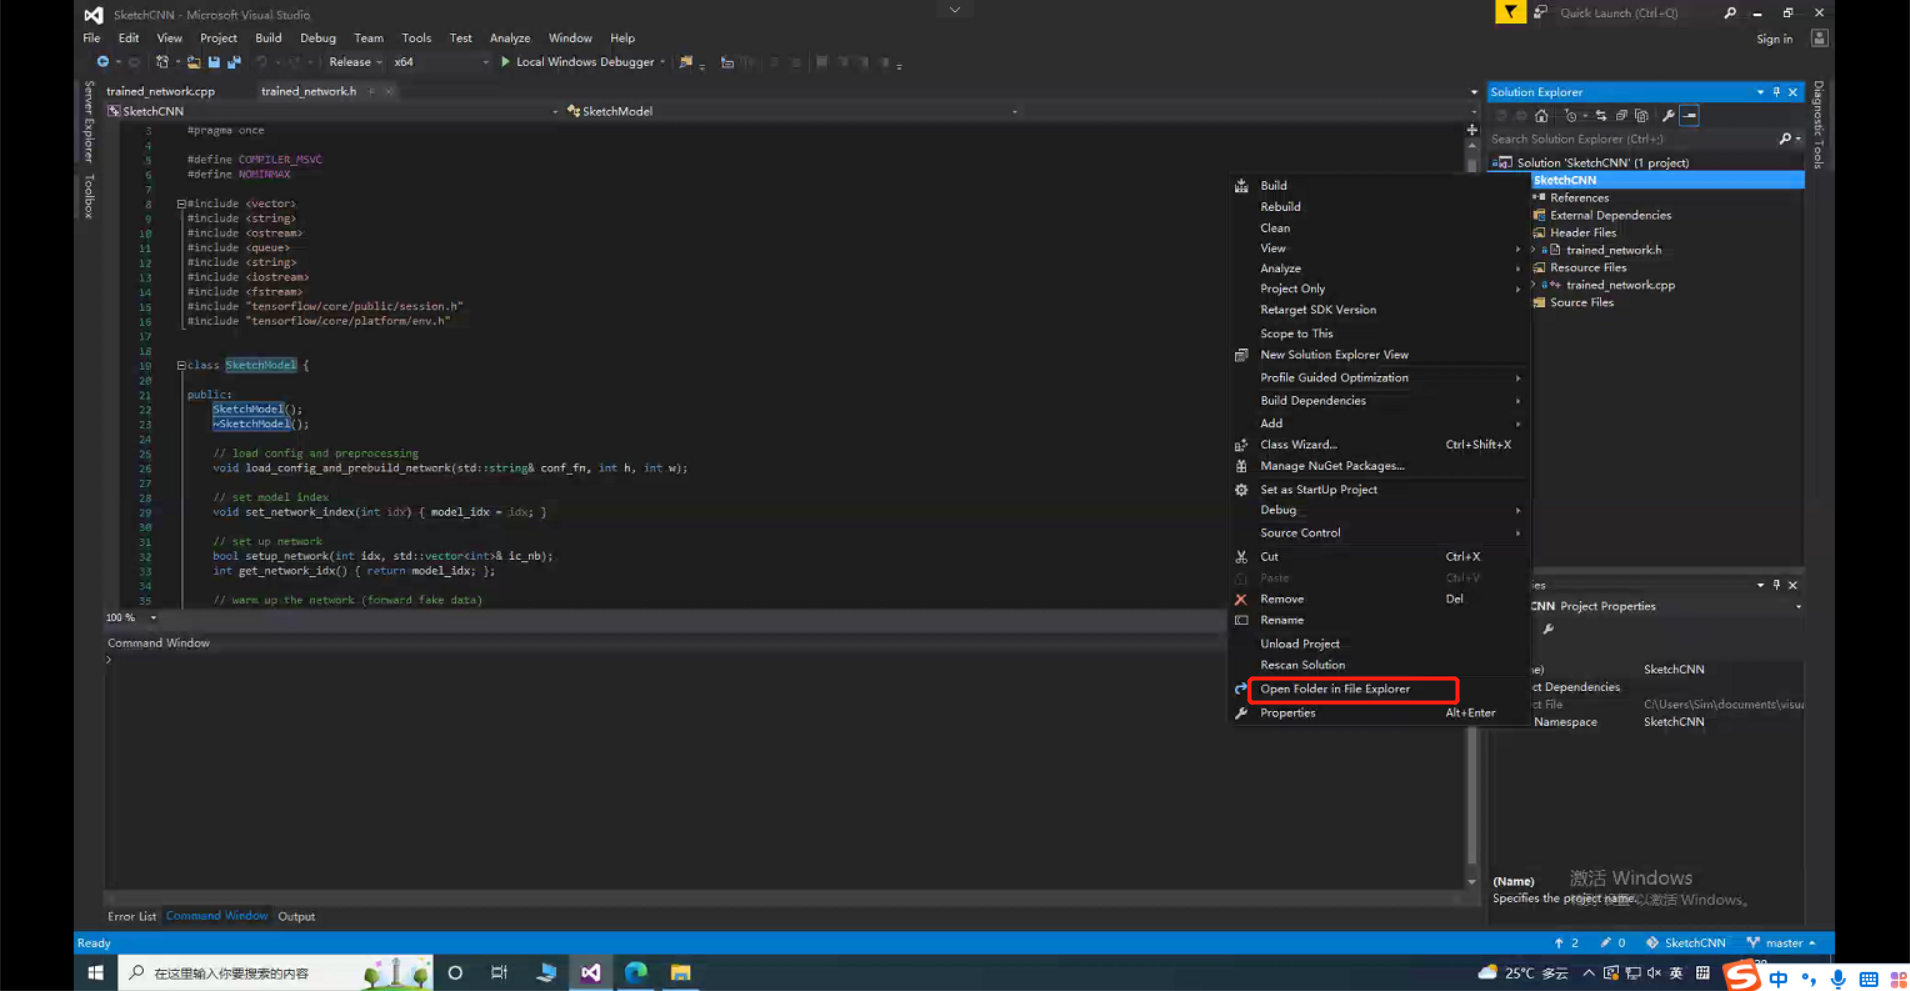 SketchCNN - Microsoft Visual Studio
Quick Launch (Ctrl+Q)
File Edit View Project Build Debug Team Tools Test Analyze Window Help
Sign in
Release x64 Local Windows Debugger
Server Explorer
Toolbox
trained_network.cpp trained_network.h
SketchCNN SketchModel
3 #pragma once
4
5 #define COMPILER_MSVC
6 #define NOMINMAX
7
8 #include <vector>
9 #include <string>
10 #include <ostream>
11 #include <queue>
12 #include <string>
13 #include <iostream>
14 #include <fstream>
15 #include "tensorflow/core/public/session.h"
16 #include "tensorflow/core/platform/env.h"
17
18
19 class SketchModel {
20
21 public:
22 SketchModel();
23 ~SketchModel();
24
25 // load config and preprocessing
26 void load_config_and_prebuild_network(std::string& conf_fn, int h, int w);
27
28 // set model index
29 void set_network_index(int idx) { model_idx = idx; }
30
31 // set up network
32 bool setup_network(int idx, std::vector<int>& ic_nb);
33 int get_network_idx() { return model_idx; };
34
35 // warm up the network (forward fake data)
100 %
Command Window
>
Error List Command Window Output
Build
Rebuild
Clean
View
Analyze
Project Only
Retarget SDK Version
Scope to This
New Solution Explorer View
Profile Guided Optimization
Build Dependencies
Add
Class Wizard... Ctrl+Shift+X
Manage NuGet Packages...
Set as StartUp Project
Debug
Source Control
Cut Ctrl+X
Paste Ctrl+V
Remove Del
Rename
Unload Project
Rescan Solution
Open Folder in File Explorer
Properties Alt+Enter
Solution Explorer
Search Solution Explorer (Ctrl+;)
Solution 'SketchCNN' (1 project)
SketchCNN
References
External Dependencies
Header Files
trained_network.h
Resource Files
trained_network.cpp
Source Files
Diagnostic Tools
ies
CNN Project Properties
ne) SketchCNN
ct Dependencies
ct File C:\Users\Sim\documents\visua
Namespace SketchCNN
(Name)
Specifies the project name.
激活 Windows
以激活 Windows。
Ready
2 0 SketchCNN master
在这里输入你要搜索的内容
25°C 多云 英
S 中